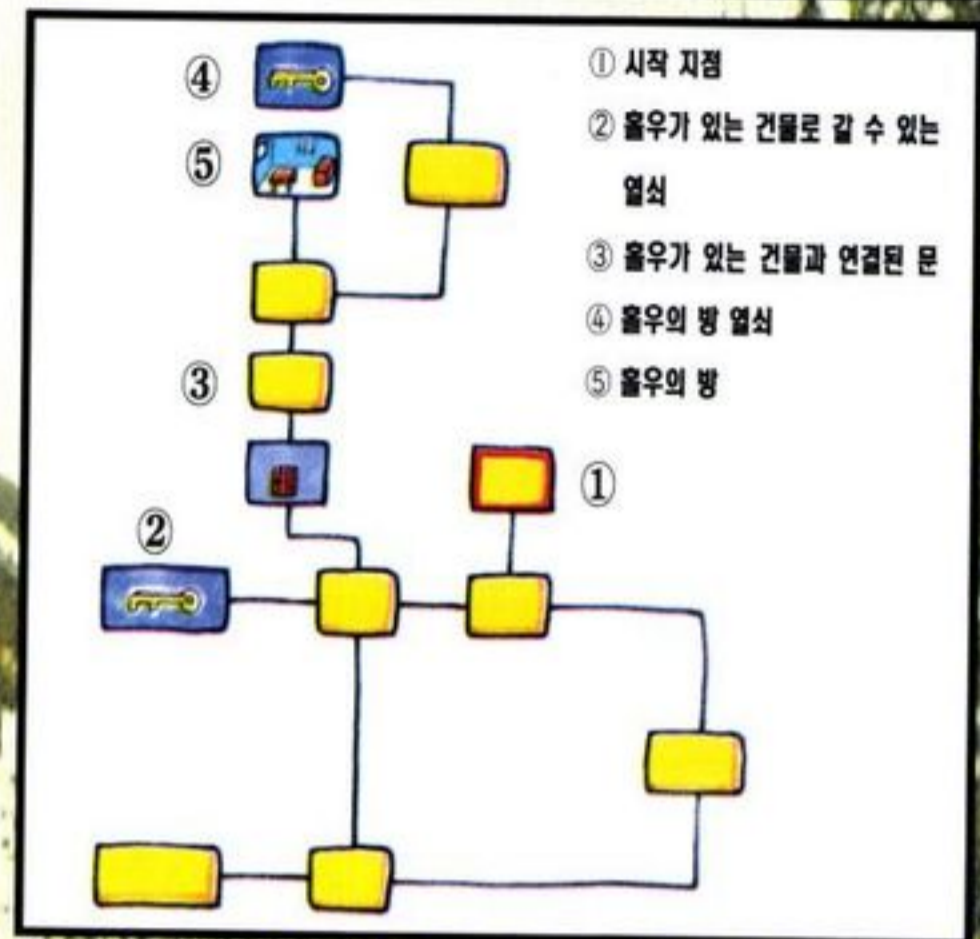 ④
① 시작 지점
② 홀우가 있는 건물로 갈 수 있는
열쇠
⑤
③ 홀우가 있는 건물과 연결된 문
④ 홀우의 방 열쇠
③
⑤ 홀우의 방
①
②